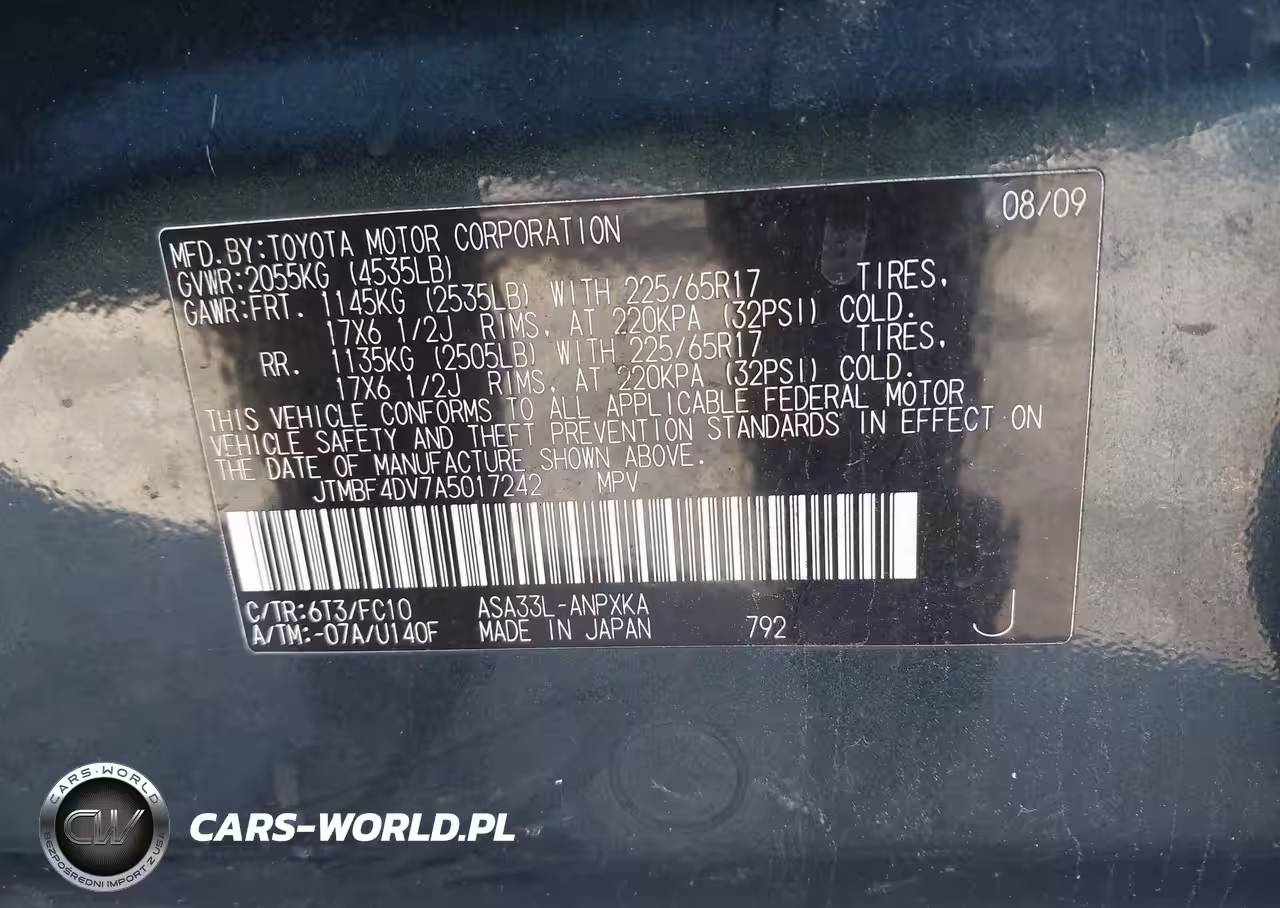 08/09
MFD.BY:TOYOTA MOTOR CORPORATION
GVWR:2055KG (4535LB)
GAWR:FRT. 1145KG (2535LB) WITH 225/65R17 TIRES,
17X6 1/2J RIMS, AT 220KPA (32PSI) COLD.
RR. 1135KG (2505LB) WITH 225/65R17 TIRES,
17X6 1/2J RIMS, AT 220KPA (32PSI) COLD.
THIS VEHICLE CONFORMS TO ALL APPLICABLE FEDERAL MOTOR
VEHICLE SAFETY AND THEFT PREVENTION STANDARDS IN EFFECT ON
THE DATE OF MANUFACTURE SHOWN ABOVE.
JTMBF4DV7A5017242 MPV
C/TR:6T3/FC10 ASA33L-ANPXKA
A/TM:-07A/U140F MADE IN JAPAN 792 J
CARS-WORLD
CW
BEZPOŚREDNI IMPORT Z USA
CARS-WORLD.PL